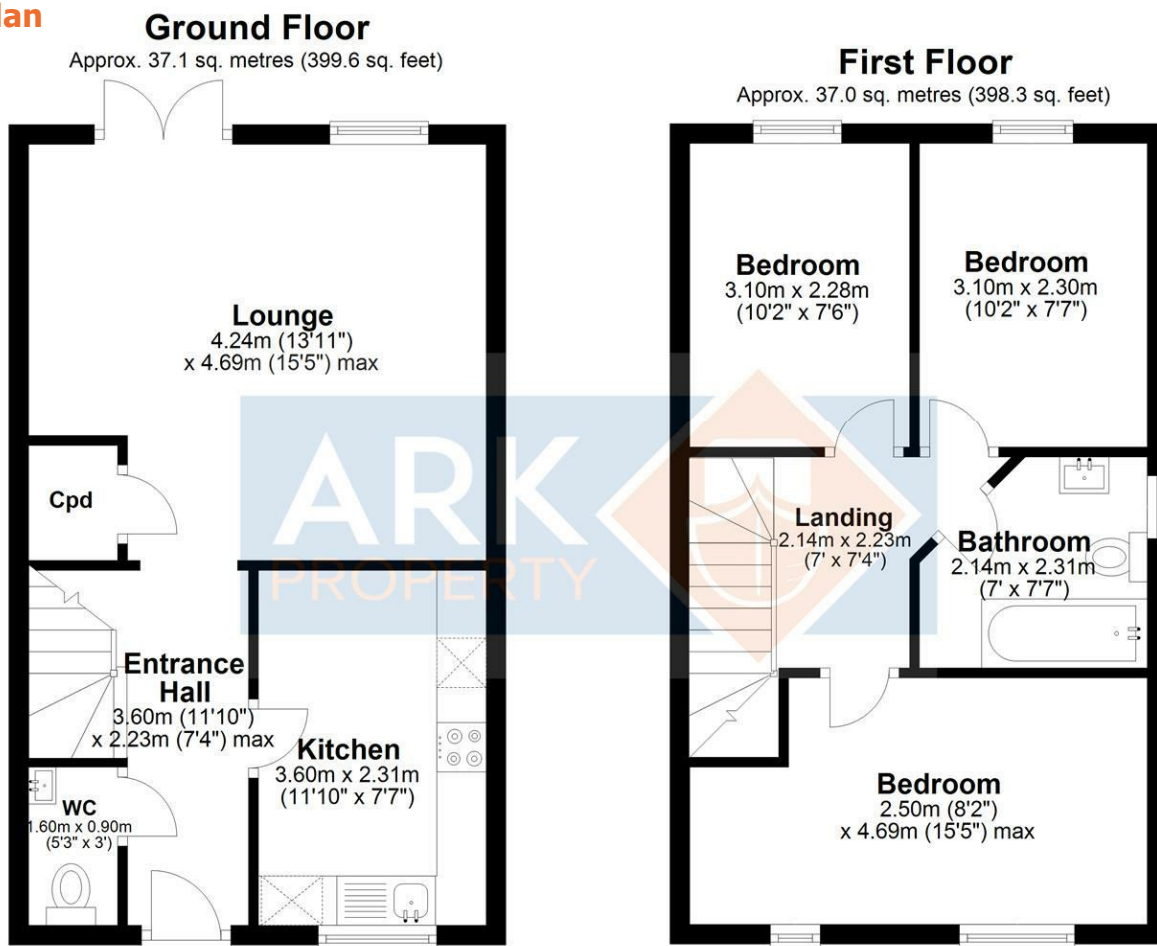 lan
Ground Floor
Approx. 37.1 sq. metres (399.6 sq. feet)
Lounge
4.24m (13'11")
x 4.69m (15'5") max
Cpd
Entrance
Hall
3.60m (11'10")
x 2.23m (7'4") max
Kitchen
3.60m x 2.31m
(11'10" x 7'7")
WC
1.60m x 0.90m
(5'3" x 3')
First Floor
Approx. 37.0 sq. metres (398.3 sq. feet)
Bedroom
3.10m x 2.28m
(10'2" x 7'6")
Bedroom
3.10m x 2.30m
(10'2" x 7'7")
Landing
2.14m x 2.23m
(7' x 7'4")
Bathroom
2.14m x 2.31m
(7' x 7'7")
Bedroom
2.50m (8'2")
x 4.69m (15'5") max
ARK
PROPERTY